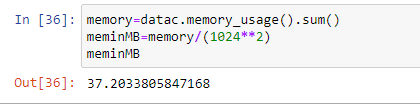 In [36]: memory=datac.memory_usage().sum()
meminMB=memory/(1024**2)
meminMB
Out[36]: 37.2033805847168